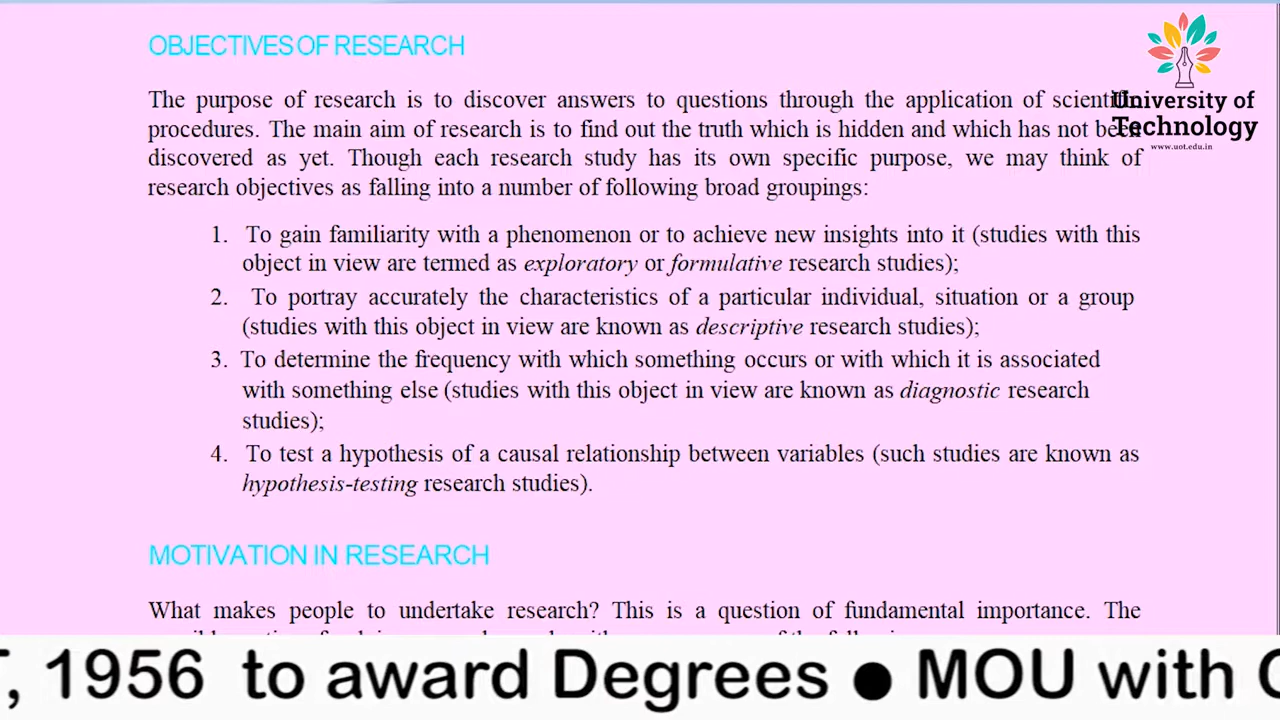 OBJECTIVES OF RESEARCH
The purpose of research is to discover answers to questions through the application of
procedures. The main aim of research is to find out the truth which is hidden and which has not been
discovered as yet. Though each research study has its own specific purpose, we may think of
research objectives as falling into a number of following broad groupings:
1. To gain familiarity with a phenomenon or to achieve new insights into it (studies with this
object in view are termed as exploratory or formulative research studies);
2. To portray accurately the characteristics of a particular individual, situation or a group
(studies with this object in view are known as descriptive research studies);
3. To determine the frequency with which something occurs or with which it is associated
with something else (studies with this object in view are known as diagnostic research
studies);
4. To test a hypothesis of a causal relationship between variables (such studies are known as
hypothesis-testing research studies).
MOTIVATION IN RESEARCH
What makes people to undertake research? This is a question of fundamental importance. The
University of
Technology
www.uot.edu.in
, 1956 to award Degrees ● MOU with